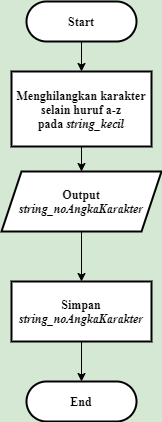 Start
Menghilangkan karakter
selain huruf a-z
pada string_kecil
Output
string_noAngkaKarakter
Simpan
string_noAngkaKarakter
End